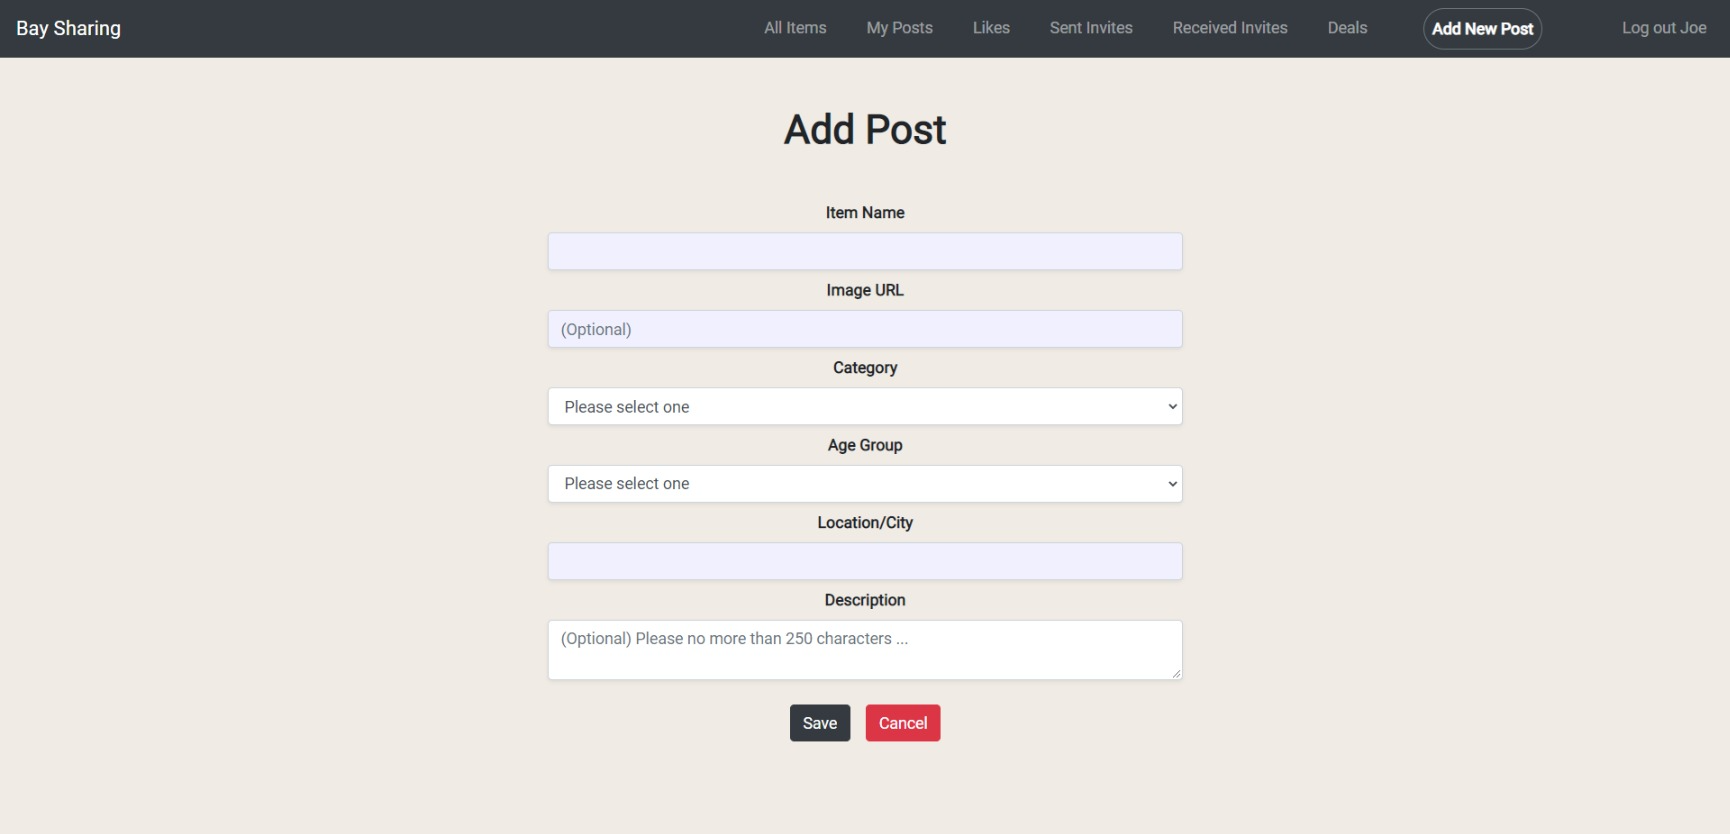 Bay Sharing All Items My Posts Likes Sent Invites Received Invites Deals Add New Post Log out Joe
Add Post
Item Name
Image URL
(Optional)
Category
Please select one
Age Group
Please select one
Location/City
Description
(Optional) Please no more than 250 characters ...
Save Cancel